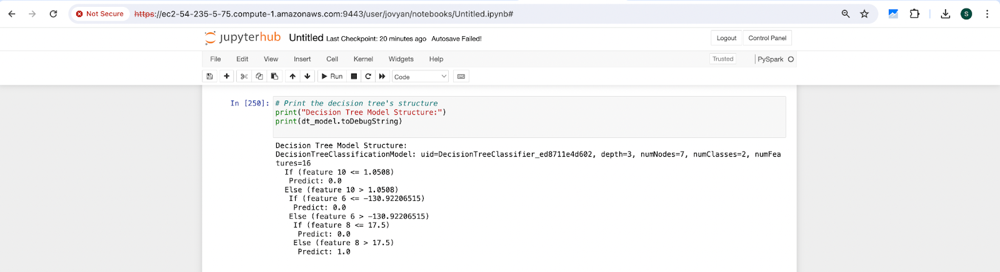 Not Secure https://ec2-54-235-5-75.compute-1.amazonaws.com:9443/user/jovyan/notebooks/Untitled.ipynb# S
jupyterhub Untitled Last Checkpoint: 20 minutes ago Autosave Failed! Logout Control Panel
File Edit View Insert Cell Kernel Widgets Help Trusted PySpark
Run Code
In [250]: # Print the decision tree's structure
print("Decision Tree Model Structure:")
print(dt_model.toDebugString)
Decision Tree Model Structure:
DecisionTreeClassificationModel: uid=DecisionTreeClassifier_ed8711e4d602, depth=3, numNodes=7, numClasses=2, numFea
tures=16
If (feature 10 <= 1.0508)
Predict: 0.0
Else (feature 10 > 1.0508)
If (feature 6 <= -130.92206515)
Predict: 0.0
Else (feature 6 > -130.92206515)
If (feature 8 <= 17.5)
Predict: 0.0
Else (feature 8 > 17.5)
Predict: 1.0